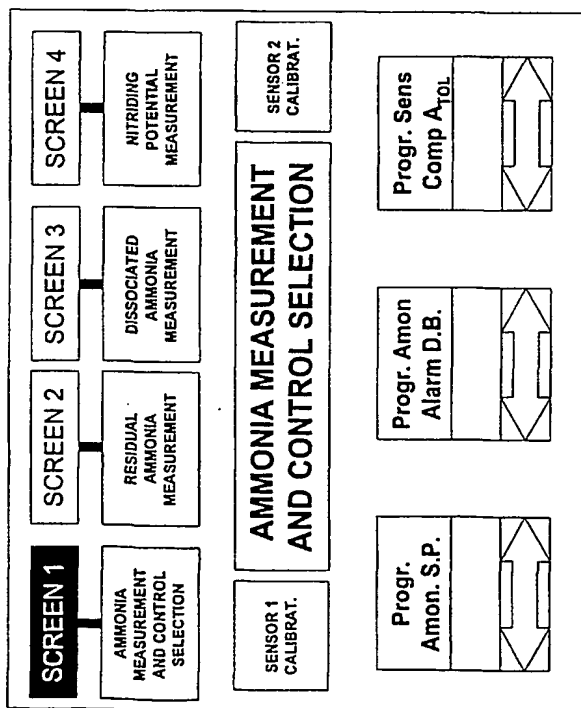 SCREEN 1
SCREEN 2
SCREEN 3
SCREEN 4
AMMONIA
MEASUREMENT
AND CONTROL
SELECTION
RESIDUAL
AMMONIA
MEASUREMENT
DISSOCIATED
AMMONIA
MEASUREMENT
NITRIDING
POTENTIAL
MEASUREMENT
SENSOR 1
CALIBRAT.
AMMONIA MEASUREMENT
AND CONTROL SELECTION
SENSOR 2
CALIBRAT.
Progr.
Amon. S.P.
Progr. Amon
Alarm D.B.
Progr. Sens
Comp ATOL